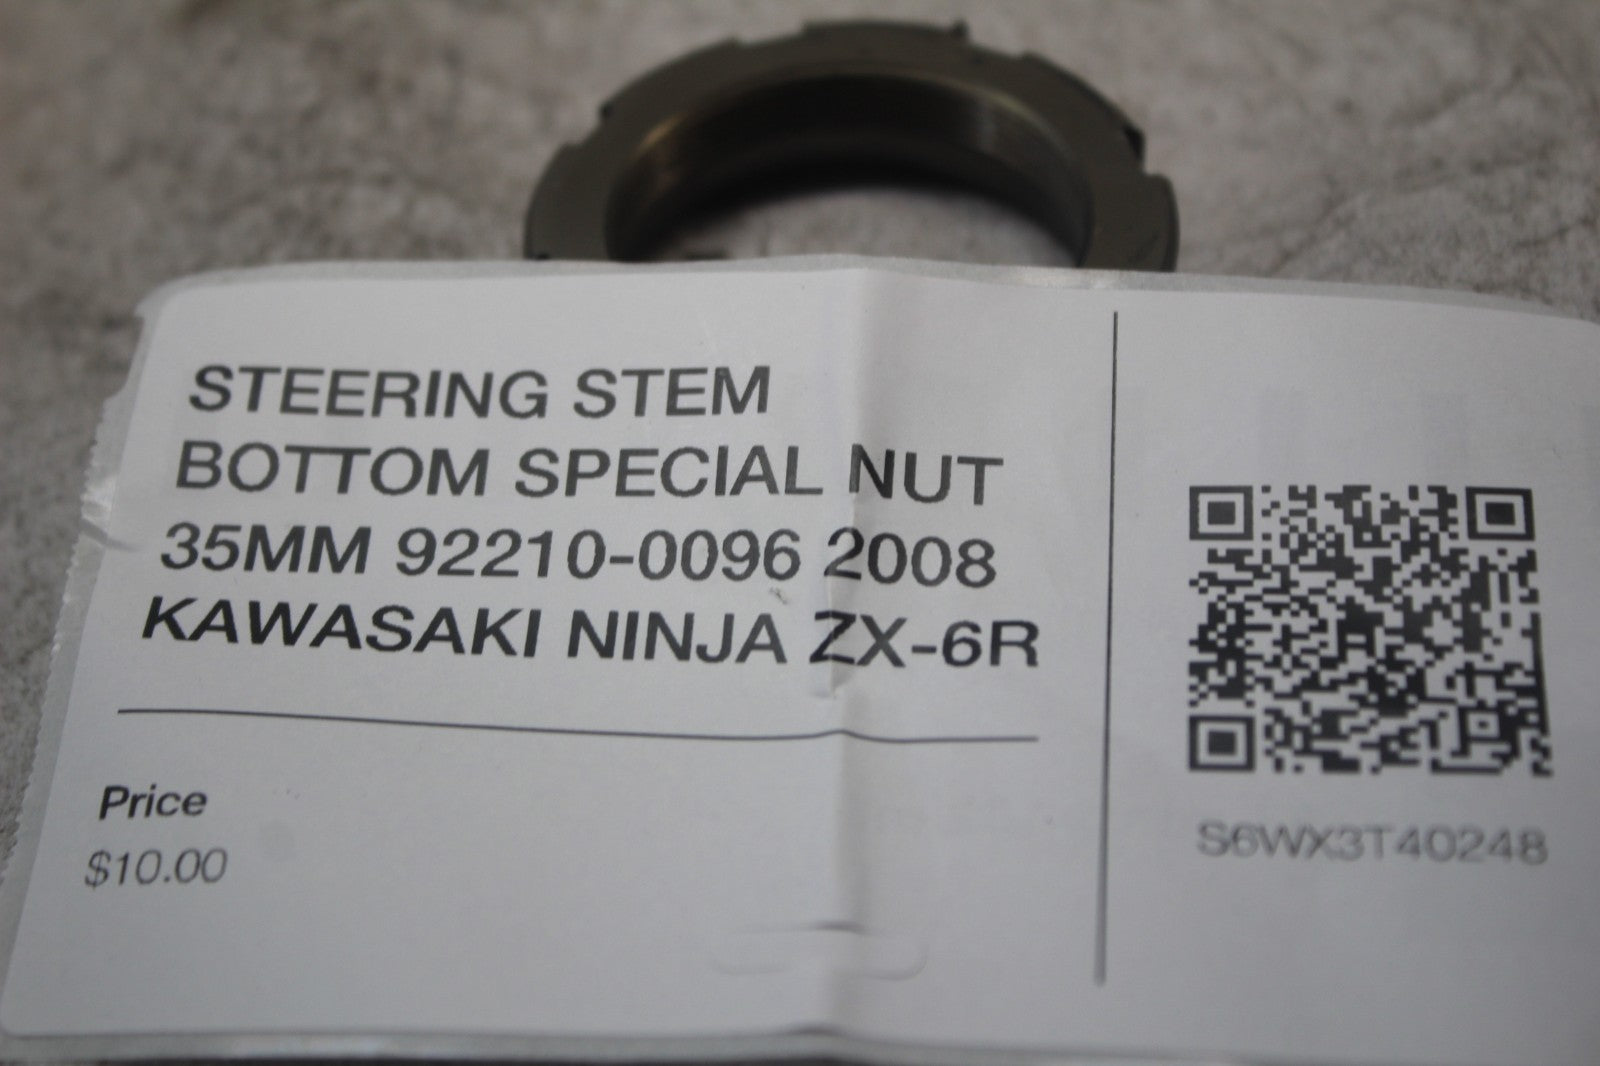 STEERING STEM
BOTTOM SPECIAL NUT
35MM 92210-0096 2008
KAWASAKI NINJA ZX-6R
Price
$10.00
S6WX3T40248